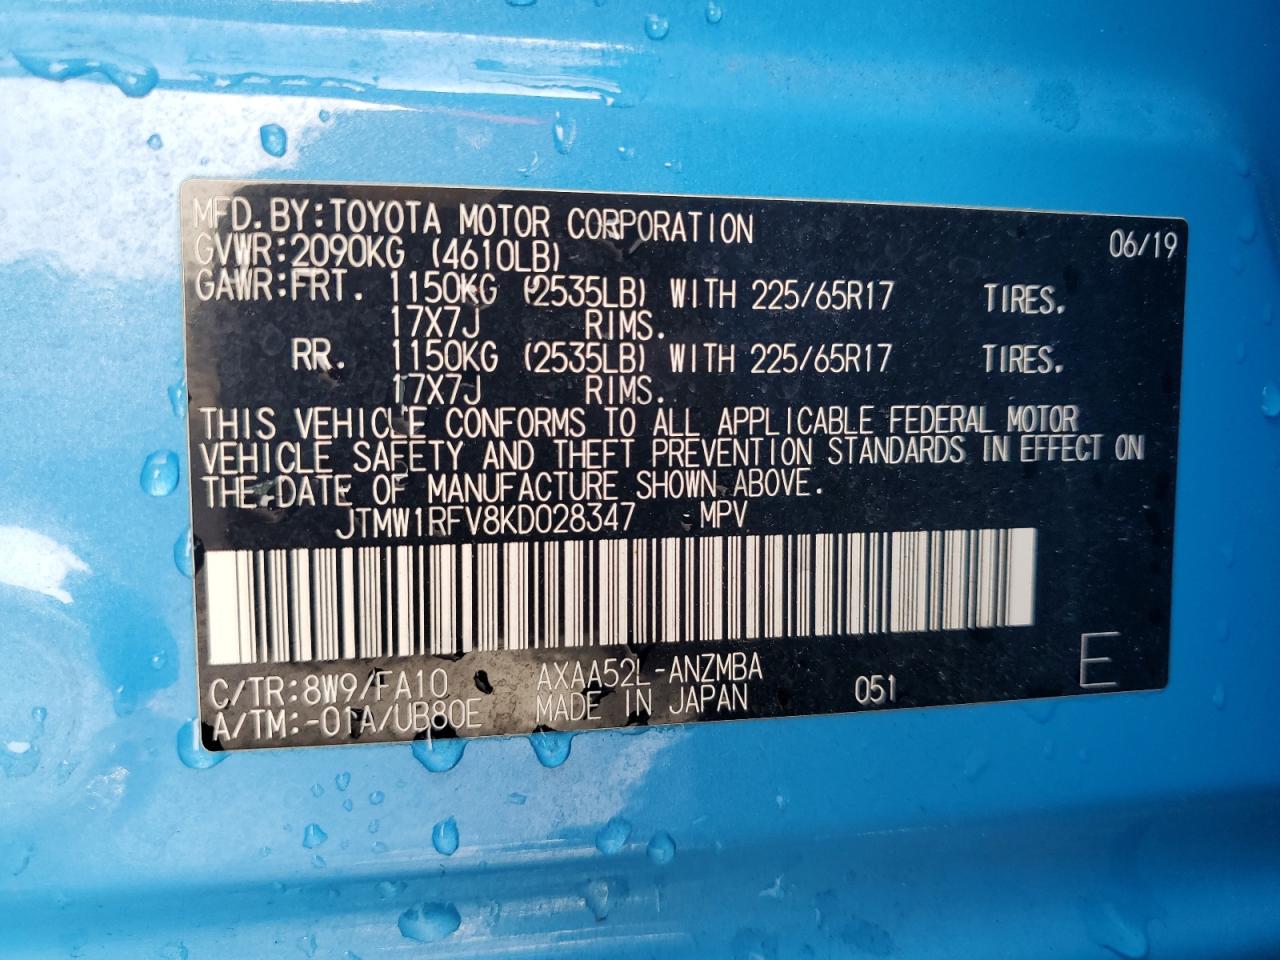 MFD.BY:TOYOTA MOTOR CORPORATION 06/19
GVWR:2090KG (4610LB)
GAWR:FRT. 1150KG (2535LB) WITH 225/65R17 TIRES.
17X7J RIMS.
RR. 1150KG (2535LB) WITH 225/65R17 TIRES.
17X7J RIMS.
THIS VEHICLE CONFORMS TO ALL APPLICABLE FEDERAL MOTOR
VEHICLE SAFETY AND THEFT PREVENTION STANDARDS IN EFFECT ON
THE DATE OF MANUFACTURE SHOWN ABOVE.
JTMW1RFV8KD028347 MPV
C/TR:8W9/FA10 AXAA52L-ANZMBA
A/TM:-01A/UB80E MADE IN JAPAN 051 E